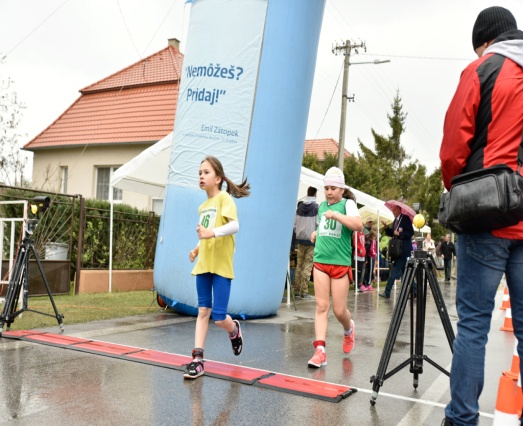 "Nemôžeš?
Pridaj!"
Emil Zátopek
16
30